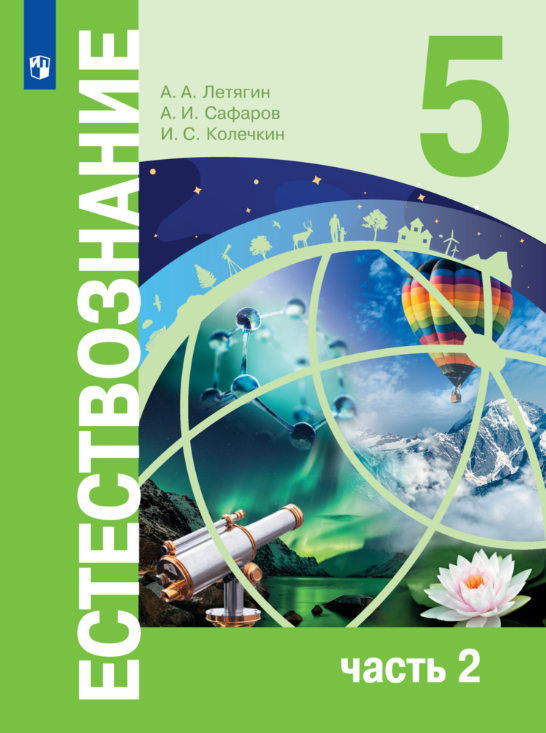 ЕСТЕСТВОЗНАНИЕ
А. А. Летягин
А. И. Сафаров
И. С. Колечкин
5
часть 2